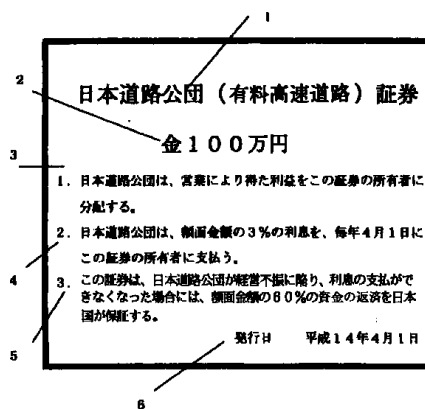 1
2
日本道路公団（有料高速道路）証券
金１００万円
3
1．日本道路公団は、営業により得た利益をこの証券の所有者に
分配する。
2．日本道路公団は、額面金額の３％の利息を、毎年４月１日に
この証券の所有者に支払う。
4
3．この証券は、日本道路公団が経営不振に陥り、利息の支払がで
きなくなった場合には、額面金額の６０％の資金の返済を日本
国が保証する。
5
発行日　平成１４年４月１日
6